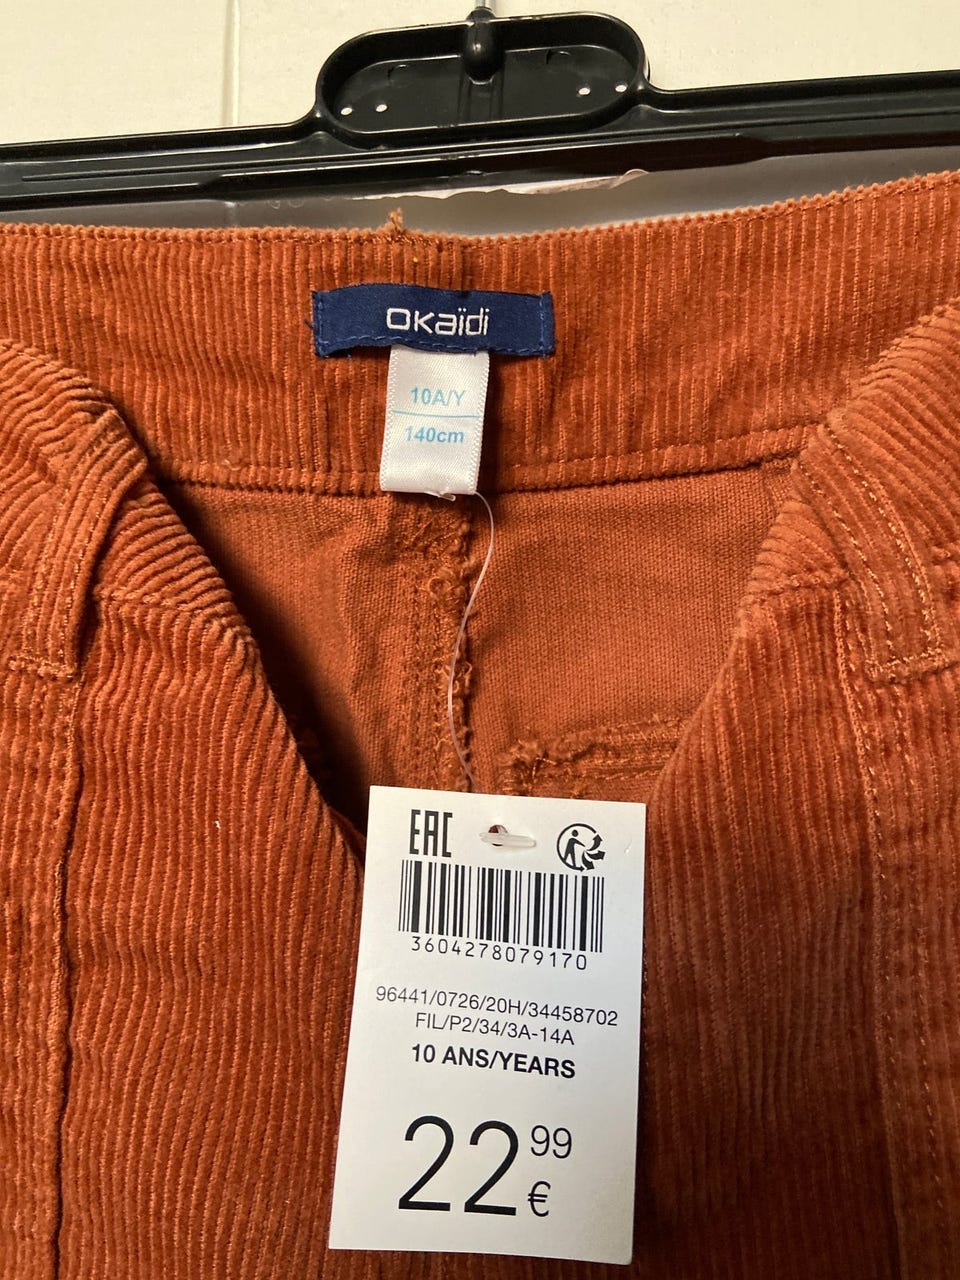 oKaïdi
10A/Y
140cm
EAC
3604278079170
96441/0726/20H/34458702
FIL/P2/34/3A-14A
10 ANS/YEARS
22 99
€